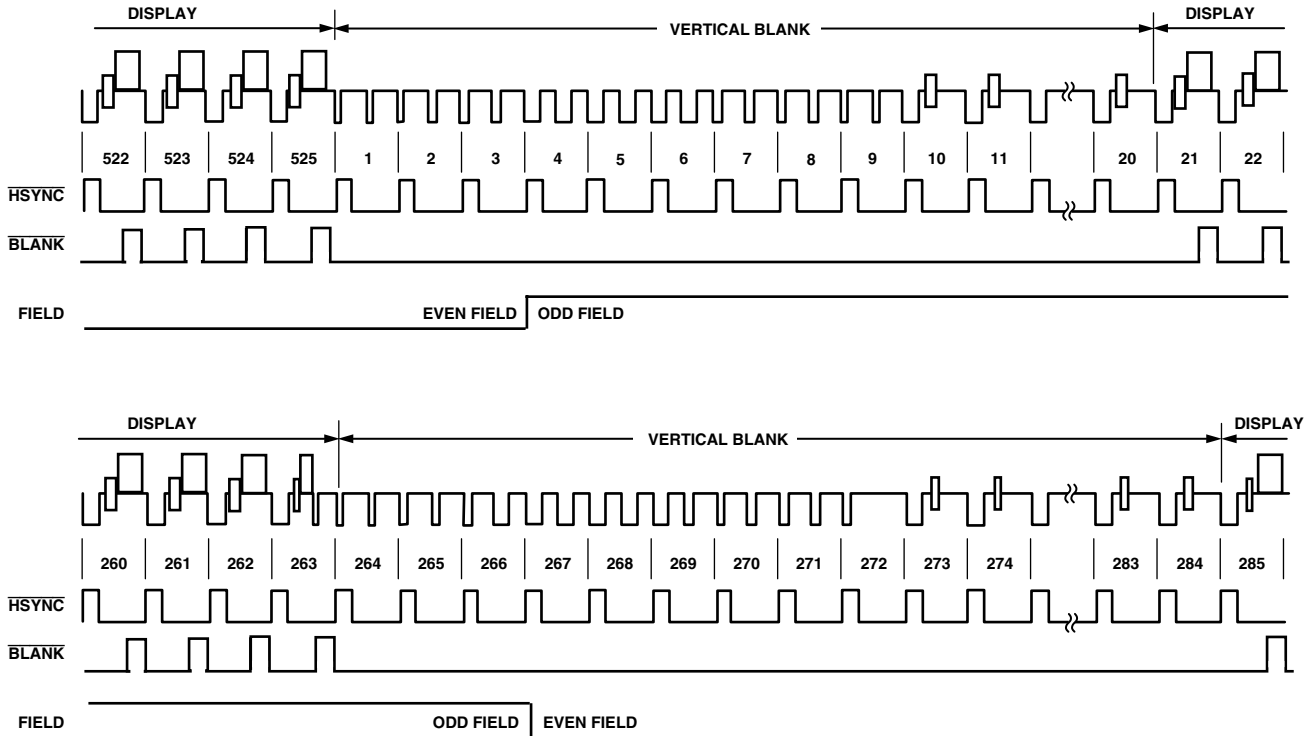 DISPLAY DISPLAY
VERTICAL BLANK
522 523 524 525 1 2 3 4 5 6 7 8 9 10 11 20 21 22
HSYNC
BLANK
FIELD EVEN FIELD ODD FIELD
DISPLAY DISPLAY
VERTICAL BLANK
260 261 262 263 264 265 266 267 268 269 270 271 272 273 274 283 284 285
HSYNC
BLANK
FIELD ODD FIELD EVEN FIELD